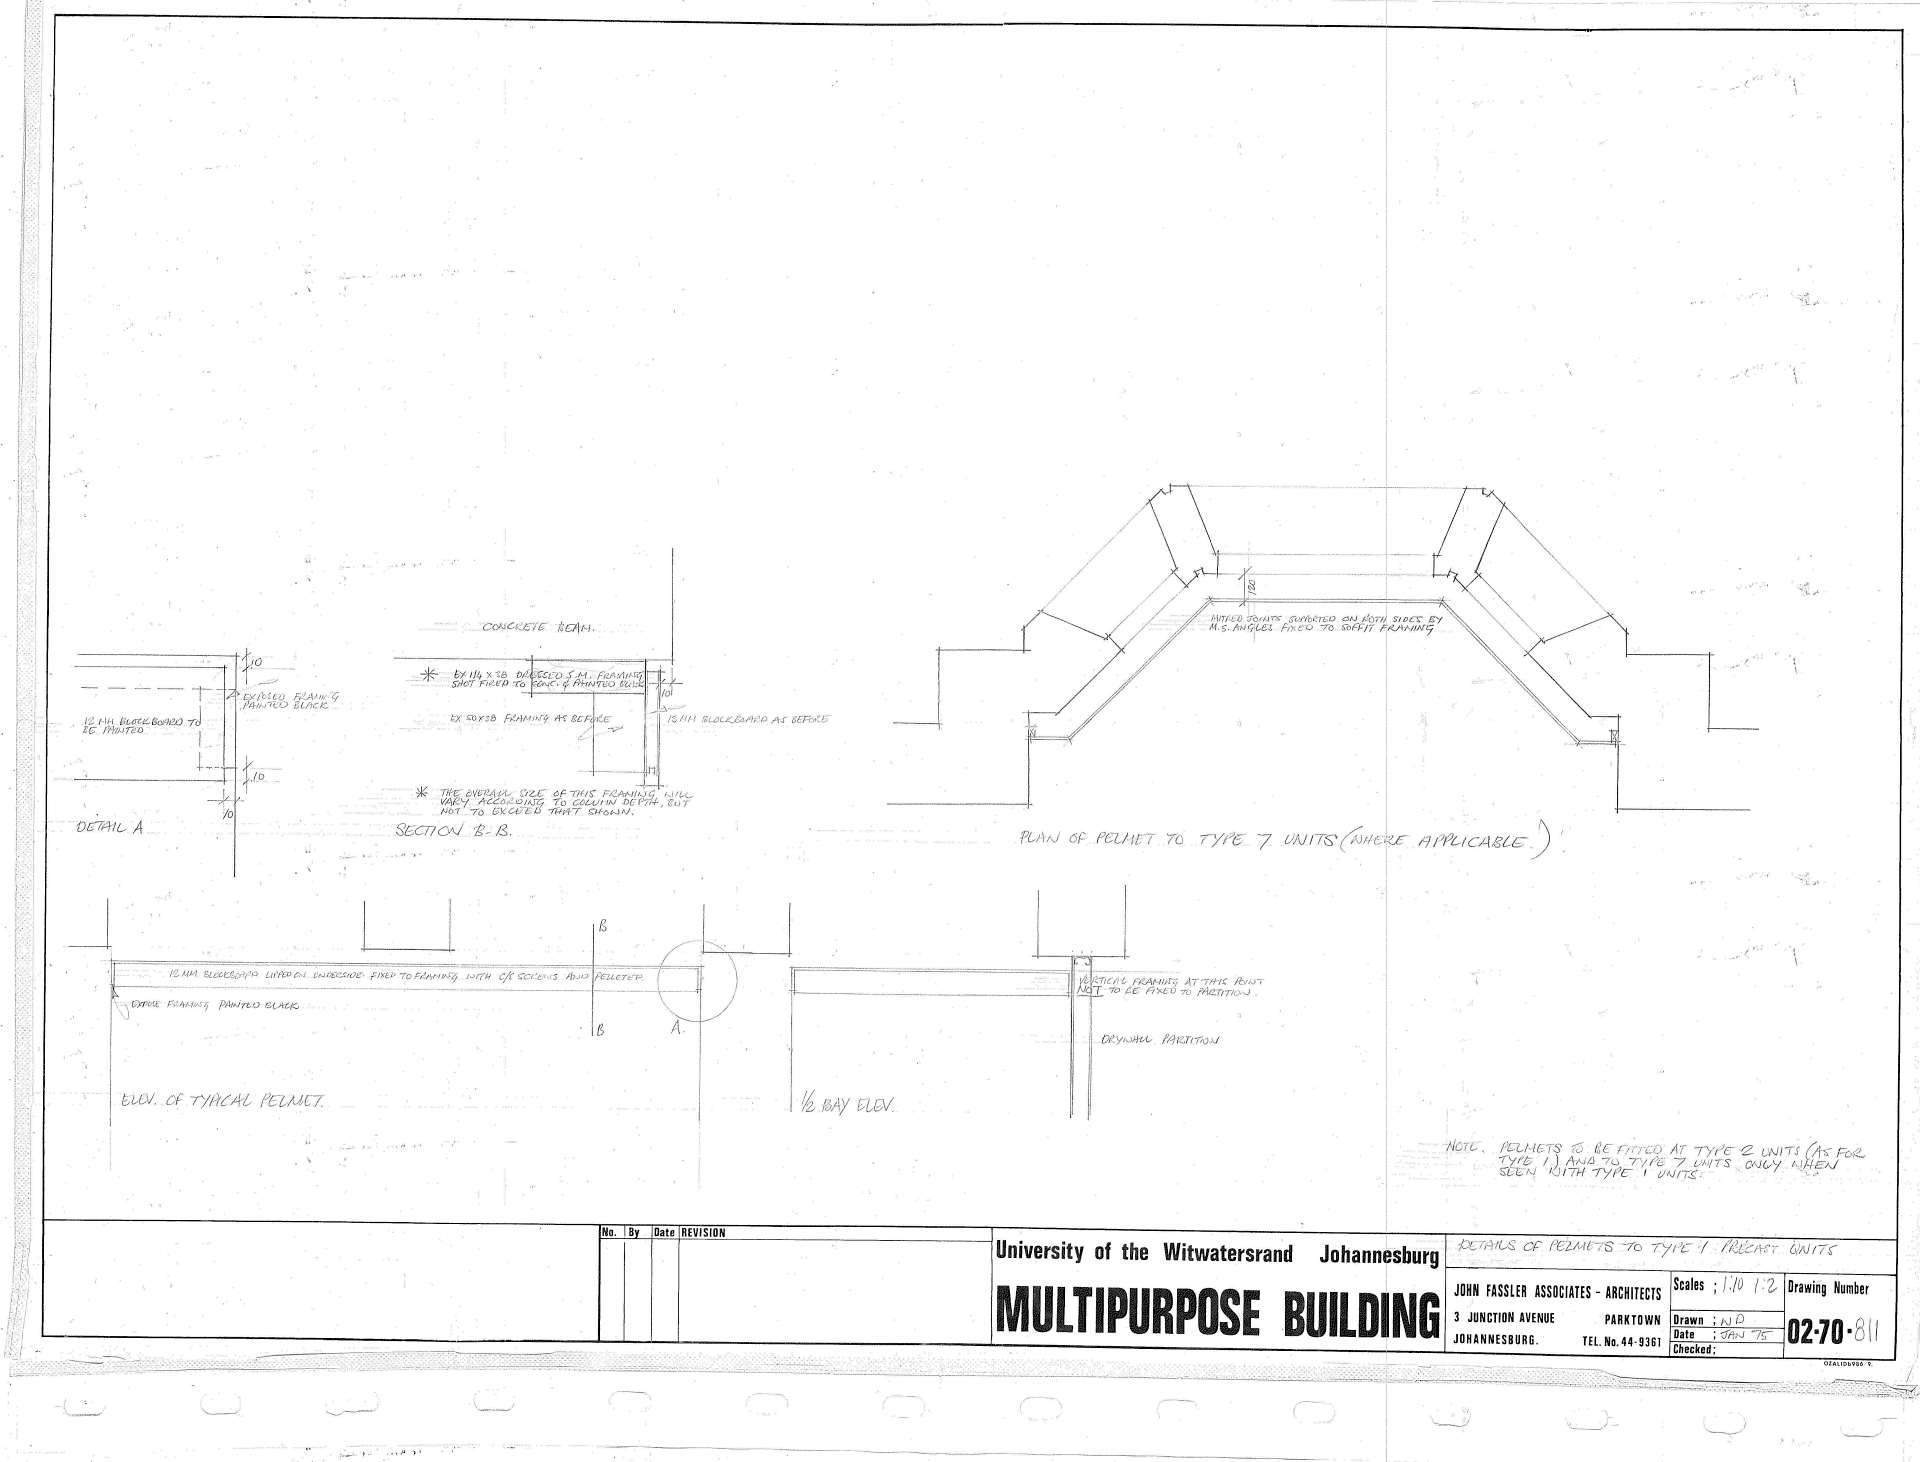 120
MITRED JOINTS SUPPORTED ON BOTH SIDES BY
M.S. ANGLES FIXED TO SOFFIT FRAMING
CONCRETE BEAM.
10
EXPOSED FRAMING
PAINTED BLACK
12 MM BLOCKBOARD TO
BE PAINTED
10
10
DETAIL A
* EX 114 X 38 DRESSED S.M. FRAMING
SHOT FIRED TO CONC. & PAINTED BLACK
10
EX 50X38 FRAMING AS BEFORE
12 MM BLOCKBOARD AS BEFORE
* THE OVERALL SIZE OF THIS FRAMING WILL
VARY ACCORDING TO COLUMN DEPTH, BUT
NOT TO EXCEED THAT SHOWN.
SECTION B-B.
PLAN OF PELMET TO TYPE 7 UNITS (WHERE APPLICABLE.)
B
12 MM BLOCKBOARD LIPPED ON UNDERSIDE FIXED TO FRAMING WITH C/S SCREWS AND PELLETED.
EXPOSE FRAMING PAINTED BLACK
B
A.
VERTICAL FRAMING AT THIS POINT
NOT TO BE FIXED TO PARTITION.
DRYWALL PARTITION
ELEV. OF TYPICAL PELMET.
1/2 BAY ELEV.
NOTE. PELMETS TO BE FITTED AT TYPE 2 UNITS (AS FOR
TYPE 1) AND TO TYPE 7 UNITS ONLY WHEN
SEEN WITH TYPE 1 UNITS.
No. By Date REVISION
University of the Witwatersrand Johannesburg
MULTIPURPOSE BUILDING
DETAILS OF PELMETS TO TYPE 1 PRECAST UNITS
JOHN FASSLER ASSOCIATES - ARCHITECTS
3 JUNCTION AVENUE PARKTOWN
JOHANNESBURG. TEL. No. 44-9361
Scales ; 1:10 1:2
Drawn ; ND
Date ; JAN 75
Checked;
Drawing Number
02·70·811